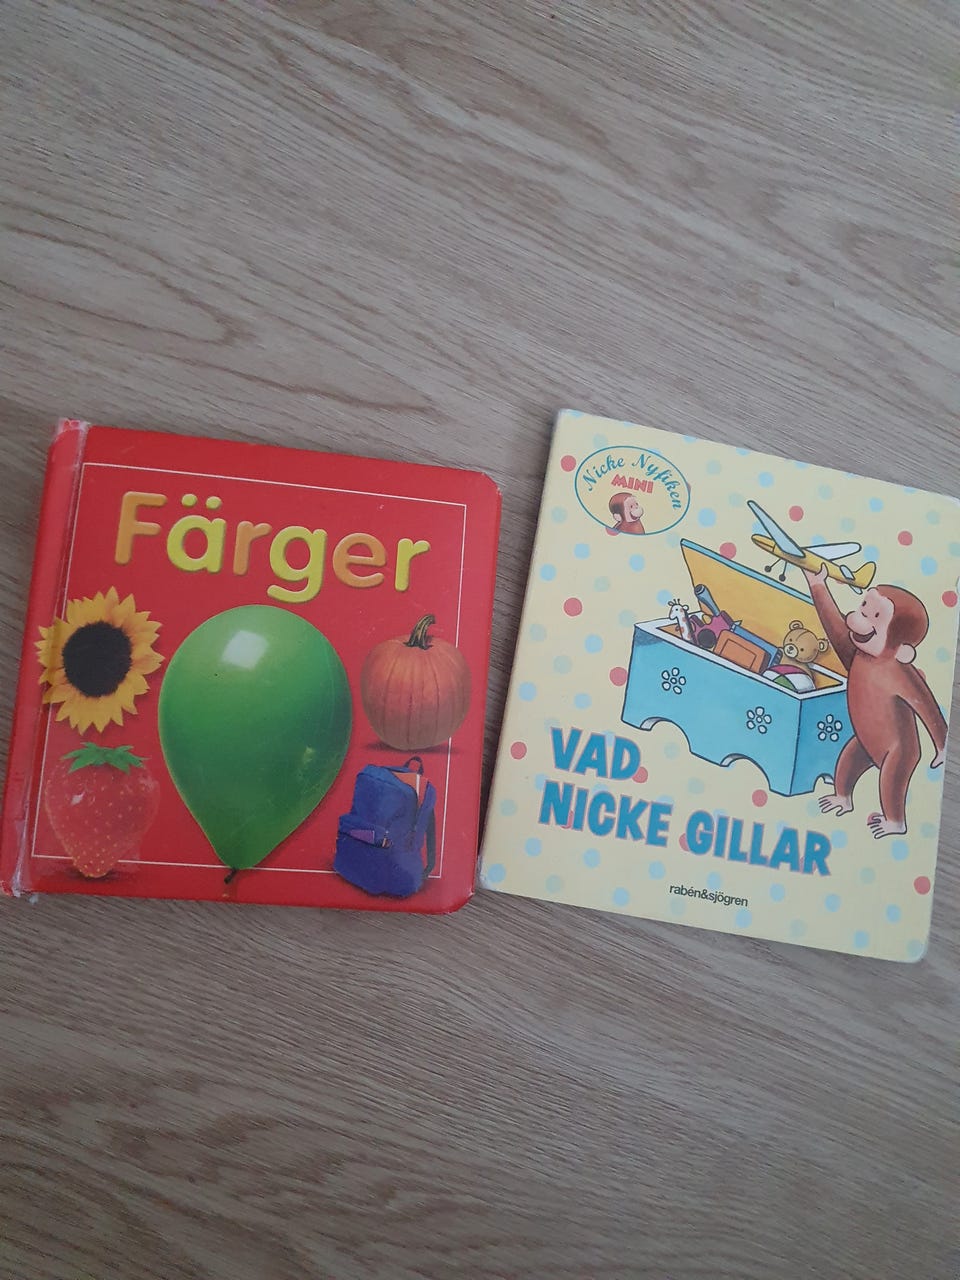 Färger
Nicke Nyfiken
MINI
VAD
NICKE GILLAR
rabén&sjögren